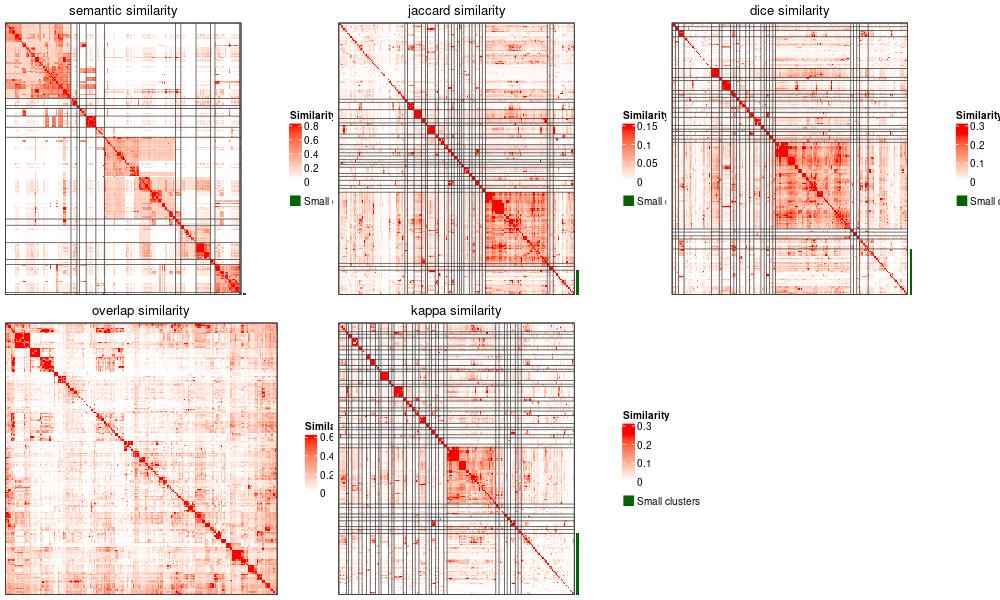 semantic similarity
Similarity
0.8
0.6
0.4
0.2
0
Small
jaccard similarity
Similarity
0.15
0.1
0.05
0
Small
dice similarity
Similarity
0.3
0.2
0.1
0
Small
overlap similarity
Simila
0.6
0.4
0.2
0
kappa similarity
Similarity
0.3
0.2
0.1
0
Small clusters